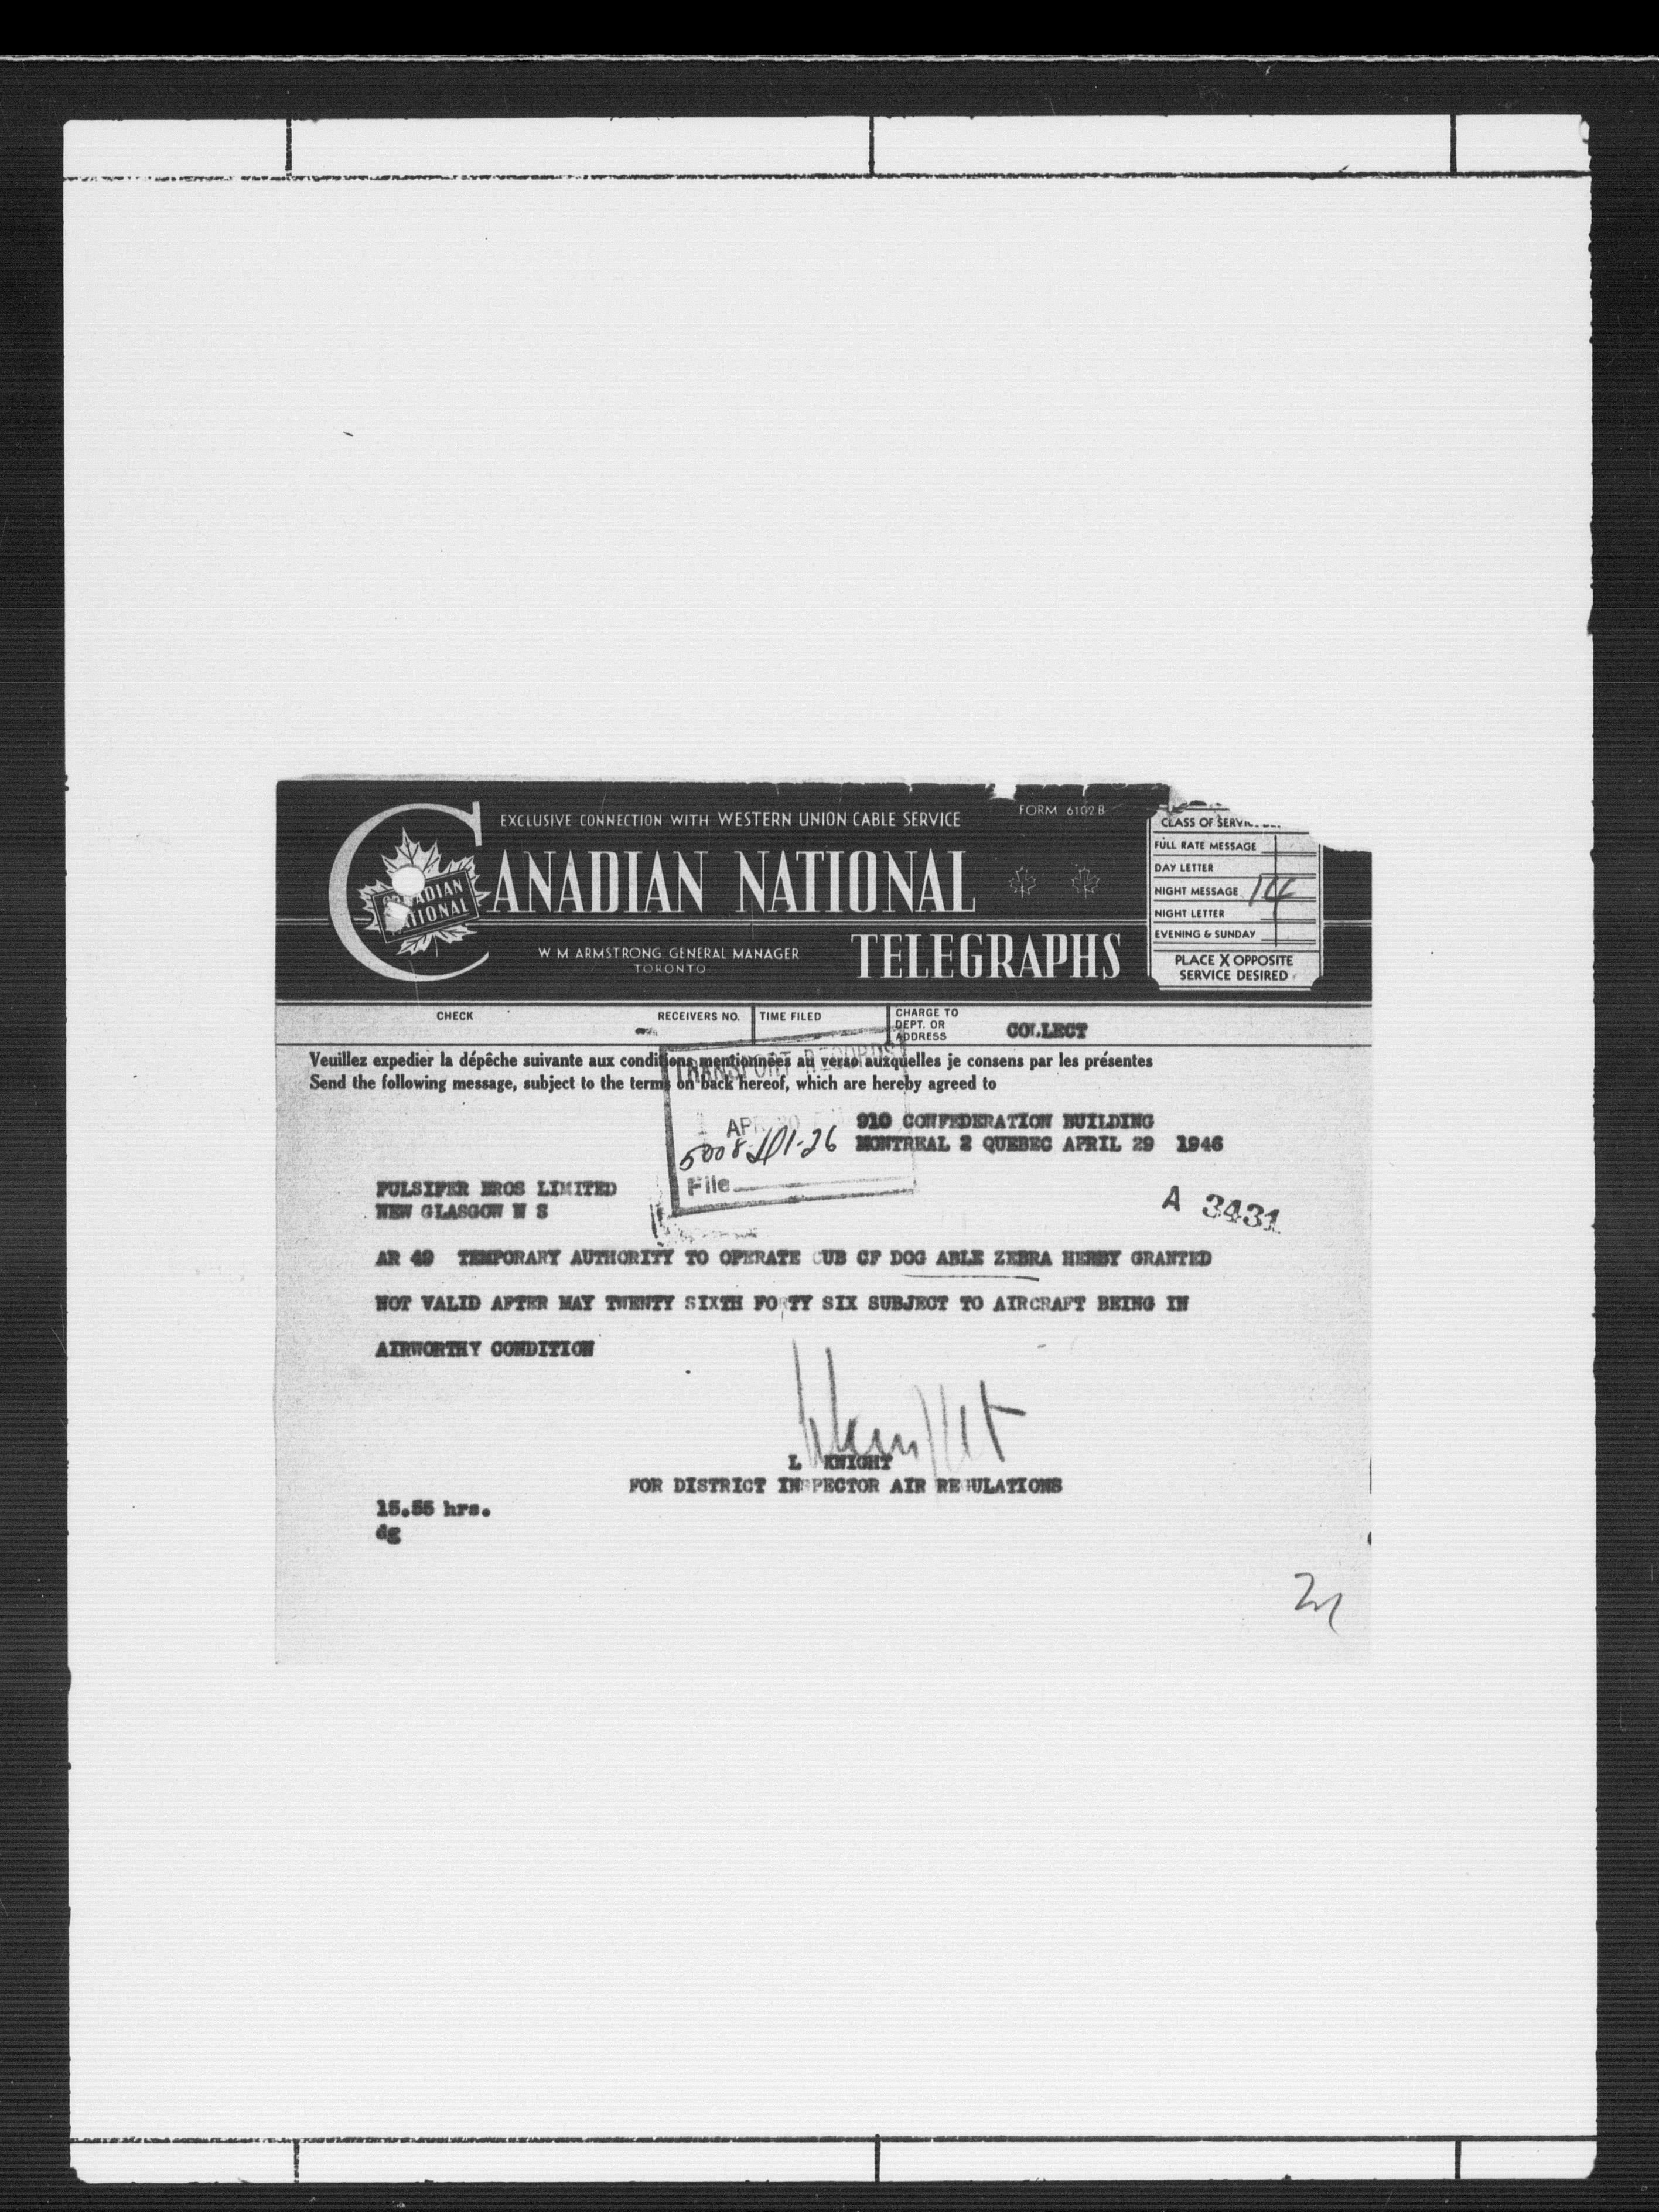 EXCLUSIVE CONNECTION WITH WESTERN UNION CABLE SERVICE
FORM 6102 B
CANADIAN NATIONAL
CANADIAN NATIONAL
TELEGRAPHS
W M ARMSTRONG GENERAL MANAGER
TORONTO
CLASS OF
FULL RATE MESSAGE
DAY LETTER
NIGHT MESSAGE
NIGHT LETTER
EVENING & SUNDAY
PLACE X OPPOSITE
SERVICE DESIRED
CHECK
RECEIVERS NO.
TIME FILED
CHARGE TO
DEPT. OR
ADDRESS
COLLECT
Veuillez expedier la dépêche suivante aux conditions mentionnées au verso auxquelles je consens par les présentes
Send the following message, subject to the terms on back hereof, which are hereby agreed to
TRANSPORT RECORDS
APR 30
File
910 CONFEDERATION BUILDING
MONTREAL 2 QUEBEC APRIL 29 1946
PULSIFER BROS LIMITED
NEW GLASGOW N S
A 3431
AR 49 TEMPORARY AUTHORITY TO OPERATE CUB CF DOG ABLE ZEBRA HERBY GRANTED
NOT VALID AFTER MAY TWENTY SIXTH FORTY SIX SUBJECT TO AIRCRAFT BEING IN
AIRWORTHY CONDITION
L KNIGHT
FOR DISTRICT INSPECTOR AIR REGULATIONS
15.55 hrs.
dg